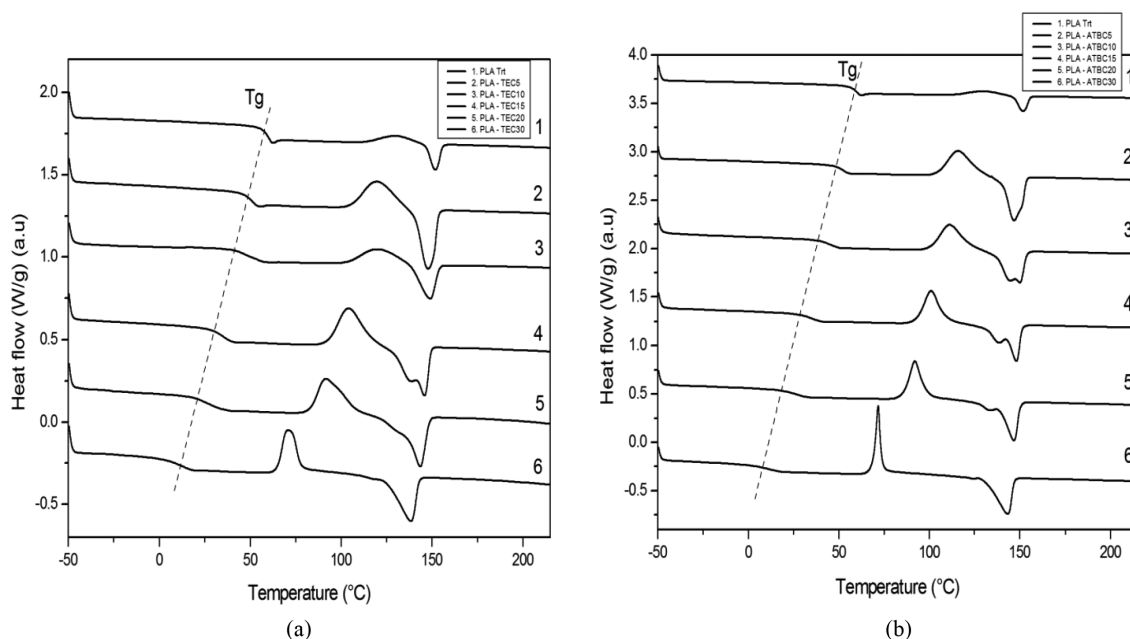 1. PLA Trt
2. PLA - TEC5
3. PLA - TEC10
4. PLA - TEC15
5. PLA - TEC20
6. PLA - TEC30
Tg
2.0
1.5
1.0
0.5
0.0
-0.5
1
2
3
4
5
6
Heat flow (W/g) (a.u)
-50
0
50
100
150
200
Temperature (°C)
(a)
1. PLA Trt
2. PLA - ATBC5
3. PLA - ATBC10
4. PLA - ATBC15
5. PLA - ATBC20
6. PLA - ATBC30
Tg
4.0
3.5
3.0
2.5
2.0
1.5
1.0
0.5
0.0
-0.5
1
2
3
4
5
6
Heat flow (W/g) (a.u)
-50
0
50
100
150
200
Temperature (°C)
(b)